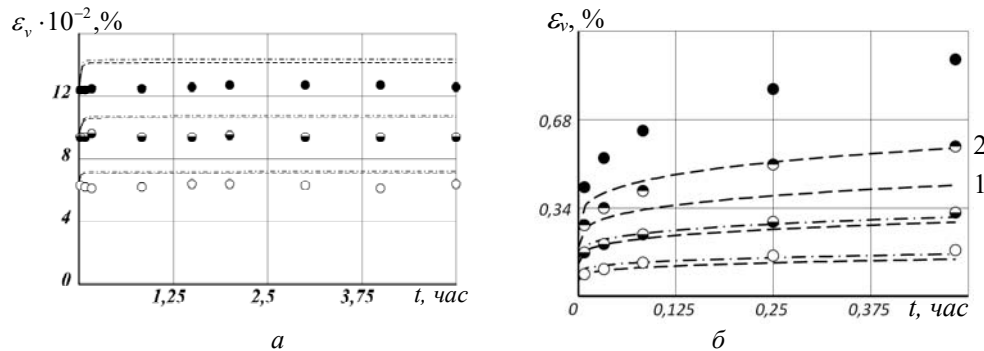 ε_v ·10⁻²,%
12
8
4
0
1,25 2,5 3,75 t, час
а
ε_v, %
0,68
0,34
2
1
0 0,125 0,25 0,375 t, час
б